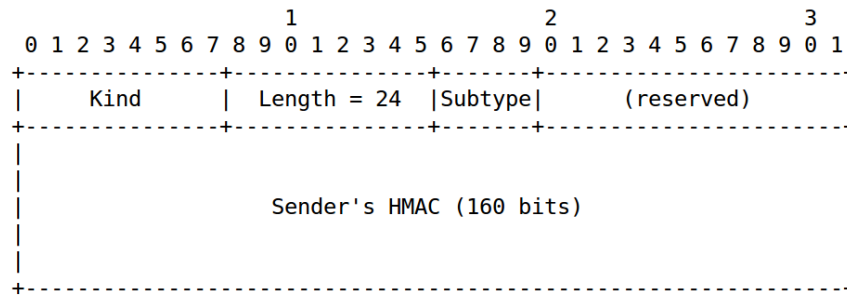 1                   2                   3
 0 1 2 3 4 5 6 7 8 9 0 1 2 3 4 5 6 7 8 9 0 1 2 3 4 5 6 7 8 9 0 1
+---------------+---------------+-------+-----------------------
|     Kind      |  Length = 24  |Subtype|      (reserved)
+---------------+---------------+-------+-----------------------
|
|
|                   Sender's HMAC (160 bits)
|
|
+---------------------------------------------------------------